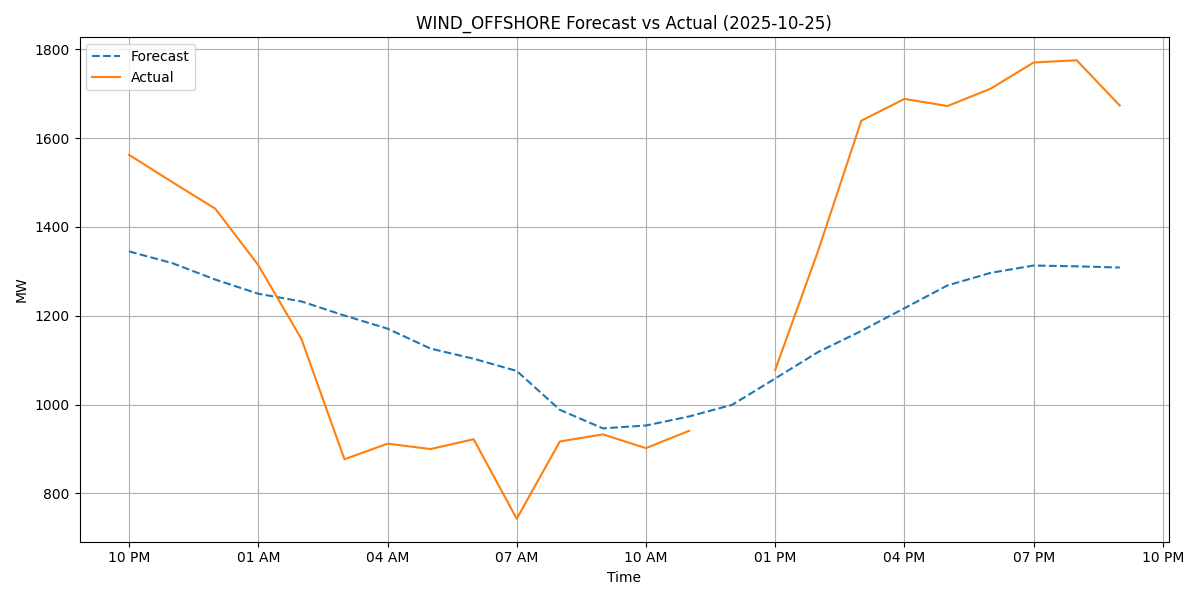 WIND_OFFSHORE Forecast vs Actual (2025-10-25)
Forecast
Actual
1800
1600
1400
1200
1000
800
MW
10 PM 01 AM 04 AM 07 AM 10 AM 01 PM 04 PM 07 PM 10 PM
Time